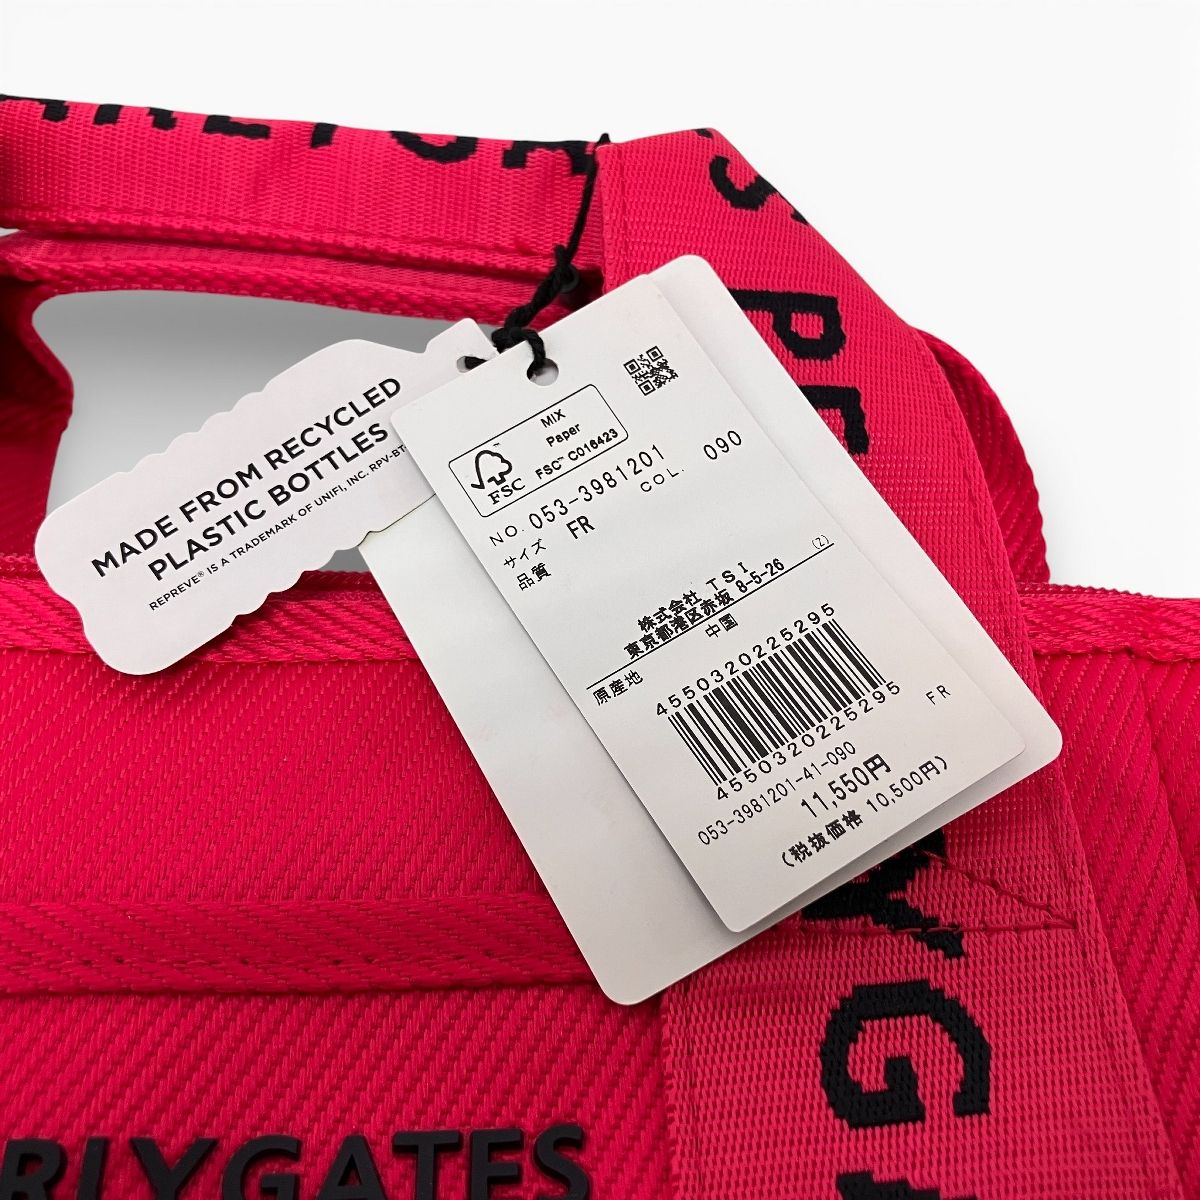 MADE FROM RECYCLED
PLASTIC BOTTLES
REPREVE® IS A TRADEMARK OF UNIFI, INC. RPV-BT
FSC
MIX
Paper
FSC™ C016423
NO. 053-3981201
COL. 090
サイズ FR
品質
(Z)
株式会社 TSI
東京都港区赤坂 8-5-26
原産地 中国
4550320225295
4550320225295
053-3981201-41-090 FR
11,550円
(税抜価格 10,500円)
PE
YG
RLYGATES